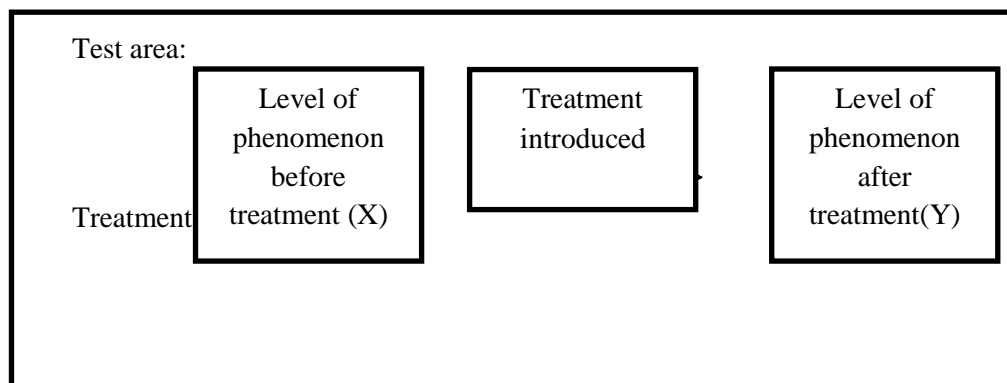 Test area:
Level of
phenomenon
before
treatment (X)
Treatment
introduced
Level of
phenomenon
after
treatment(Y)
Treatment